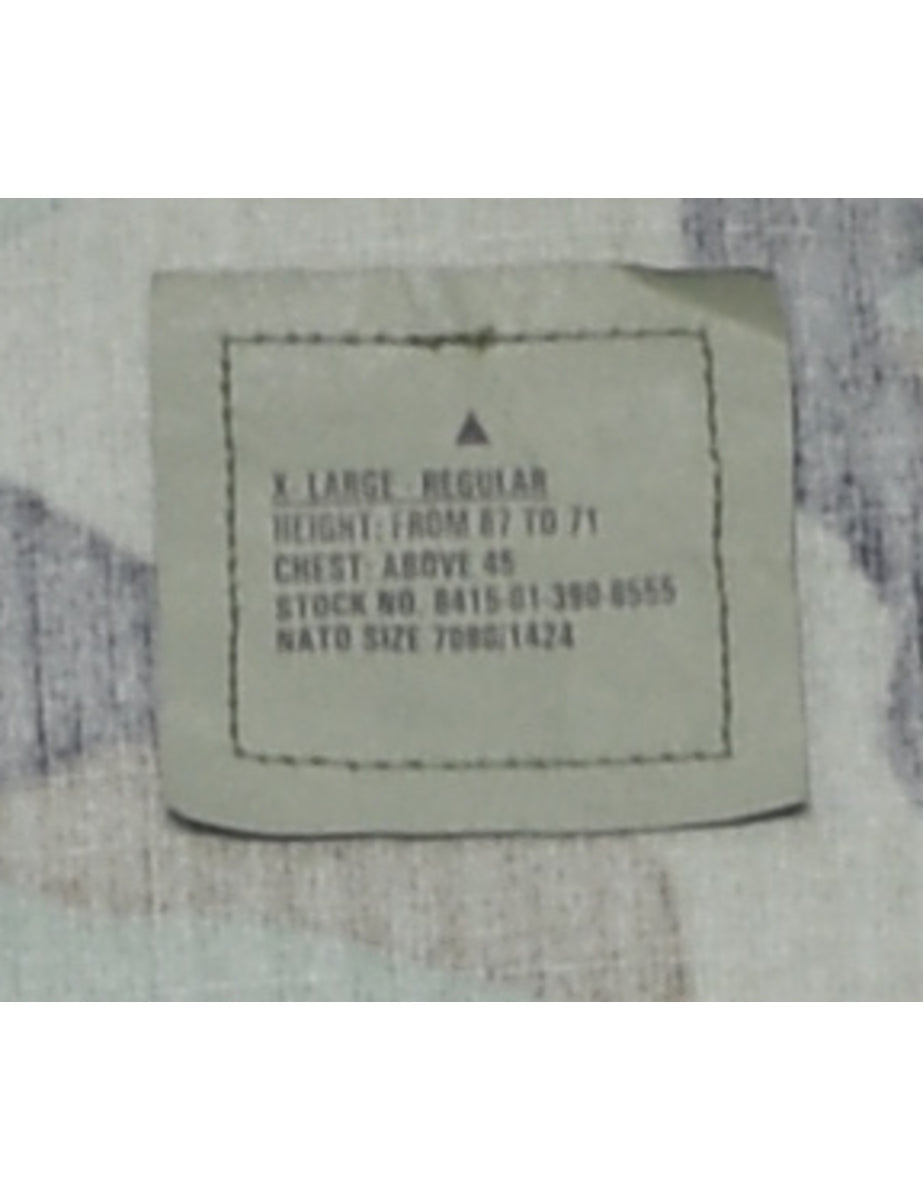 X-LARGE-REGULAR
HEIGHT: FROM 67 TO 71
CHEST: ABOVE 45
STOCK NO. 8415-01-390-8555
NATO SIZE 7080/1424